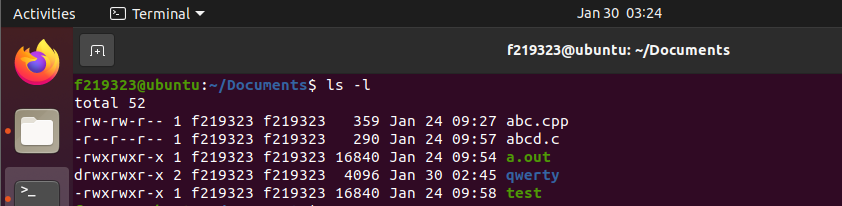 Activities Terminal Jan 30 03:24
f219323@ubuntu: ~/Documents
f219323@ubuntu:~/Documents$ ls -l
total 52
-rw-rw-r-- 1 f219323 f219323   359 Jan 24 09:27 abc.cpp
-r--r--r-- 1 f219323 f219323   290 Jan 24 09:57 abcd.c
-rwxrwxr-x 1 f219323 f219323 16840 Jan 24 09:54 a.out
drwxrwxr-x 2 f219323 f219323  4096 Jan 30 02:45 qwerty
-rwxrwxr-x 1 f219323 f219323 16840 Jan 24 09:58 test